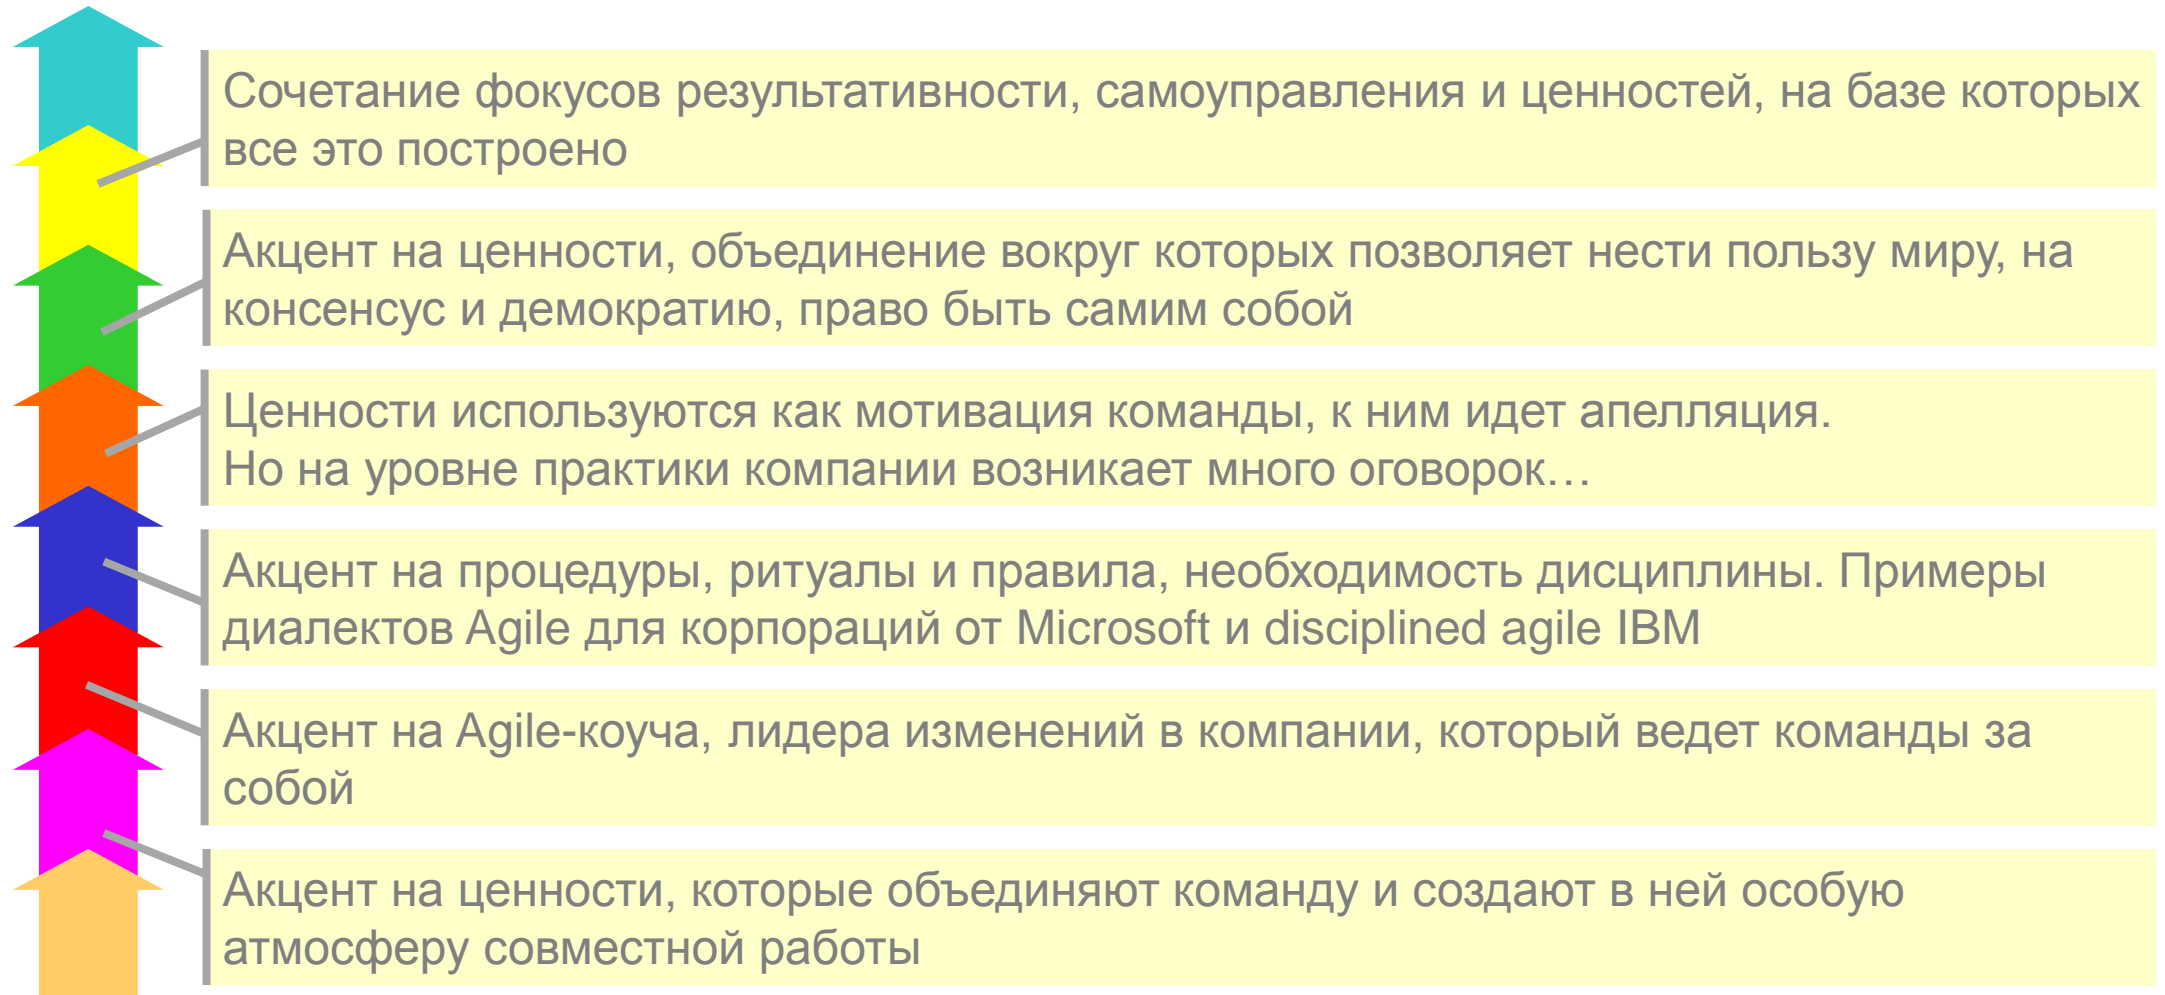 Сочетание фокусов результативности, самоуправления и ценностей, на базе которых
все это построено
Акцент на ценности, объединение вокруг которых позволяет нести пользу миру, на
консенсус и демократию, право быть самим собой
Ценности используются как мотивация команды, к ним идет апелляция.
Но на уровне практики компании возникает много оговорок…
Акцент на процедуры, ритуалы и правила, необходимость дисциплины. Примеры
диалектов Agile для корпораций от Microsoft и disciplined agile IBM
Акцент на Agile-коуча, лидера изменений в компании, который ведет команды за
собой
Акцент на ценности, которые объединяют команду и создают в ней особую
атмосферу совместной работы